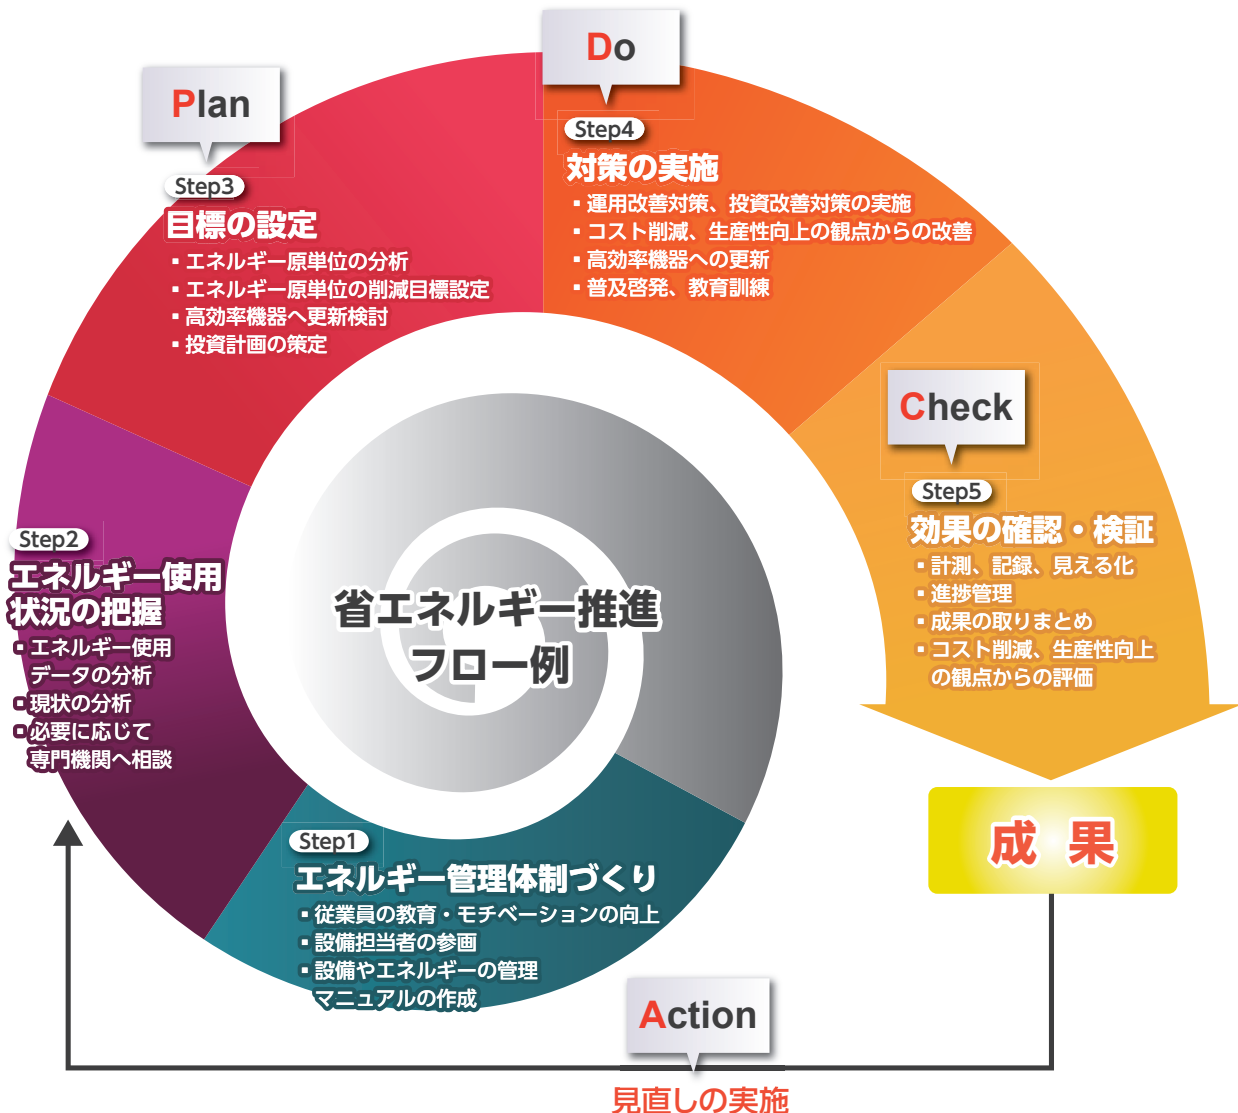 省エネルギー推進
フロー例
Step1
エネルギー管理体制づくり
▪従業員の教育・モチベーションの向上
▪設備担当者の参画
▪設備やエネルギーの管理
マニュアルの作成
Step2
エネルギー使用
状況の把握
▪エネルギー使用
データの分析
▪現状の分析
▪必要に応じて
専門機関へ相談
Plan
Step3
目標の設定
▪エネルギー原単位の分析
▪エネルギー原単位の削減目標設定
▪高効率機器へ更新検討
▪投資計画の策定
Do
Step4
対策の実施
▪運用改善対策、投資改善対策の実施
▪コスト削減、生産性向上の観点からの改善
▪高効率機器への更新
▪普及啓発、教育訓練
Check
Step5
効果の確認・検証
▪計測、記録、見える化
▪進捗管理
▪成果の取りまとめ
▪コスト削減、生産性向上
の観点からの評価
成 果
Action
見直しの実施